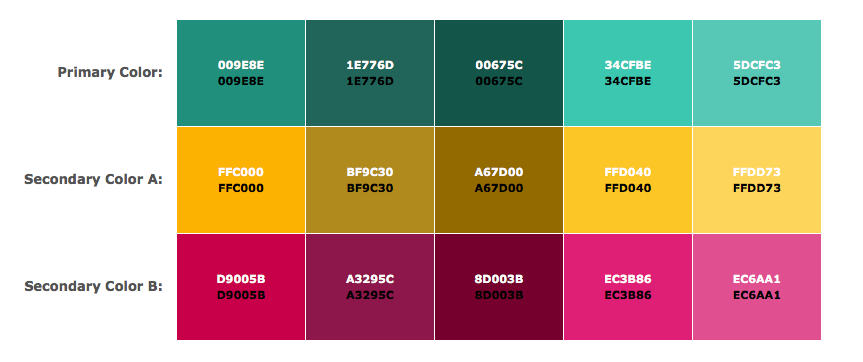 Primary Color:
009E8E 1E776D 00675C 34CFBE 5DCFC3
009E8E 1E776D 00675C 34CFBE 5DCFC3
Secondary Color A:
FFC000 BF9C30 A67D00 FFD040 FFDD73
FFC000 BF9C30 A67D00 FFD040 FFDD73
Secondary Color B:
D9005B A3295C 8D003B EC3B86 EC6AA1
D9005B A3295C 8D003B EC3B86 EC6AA1